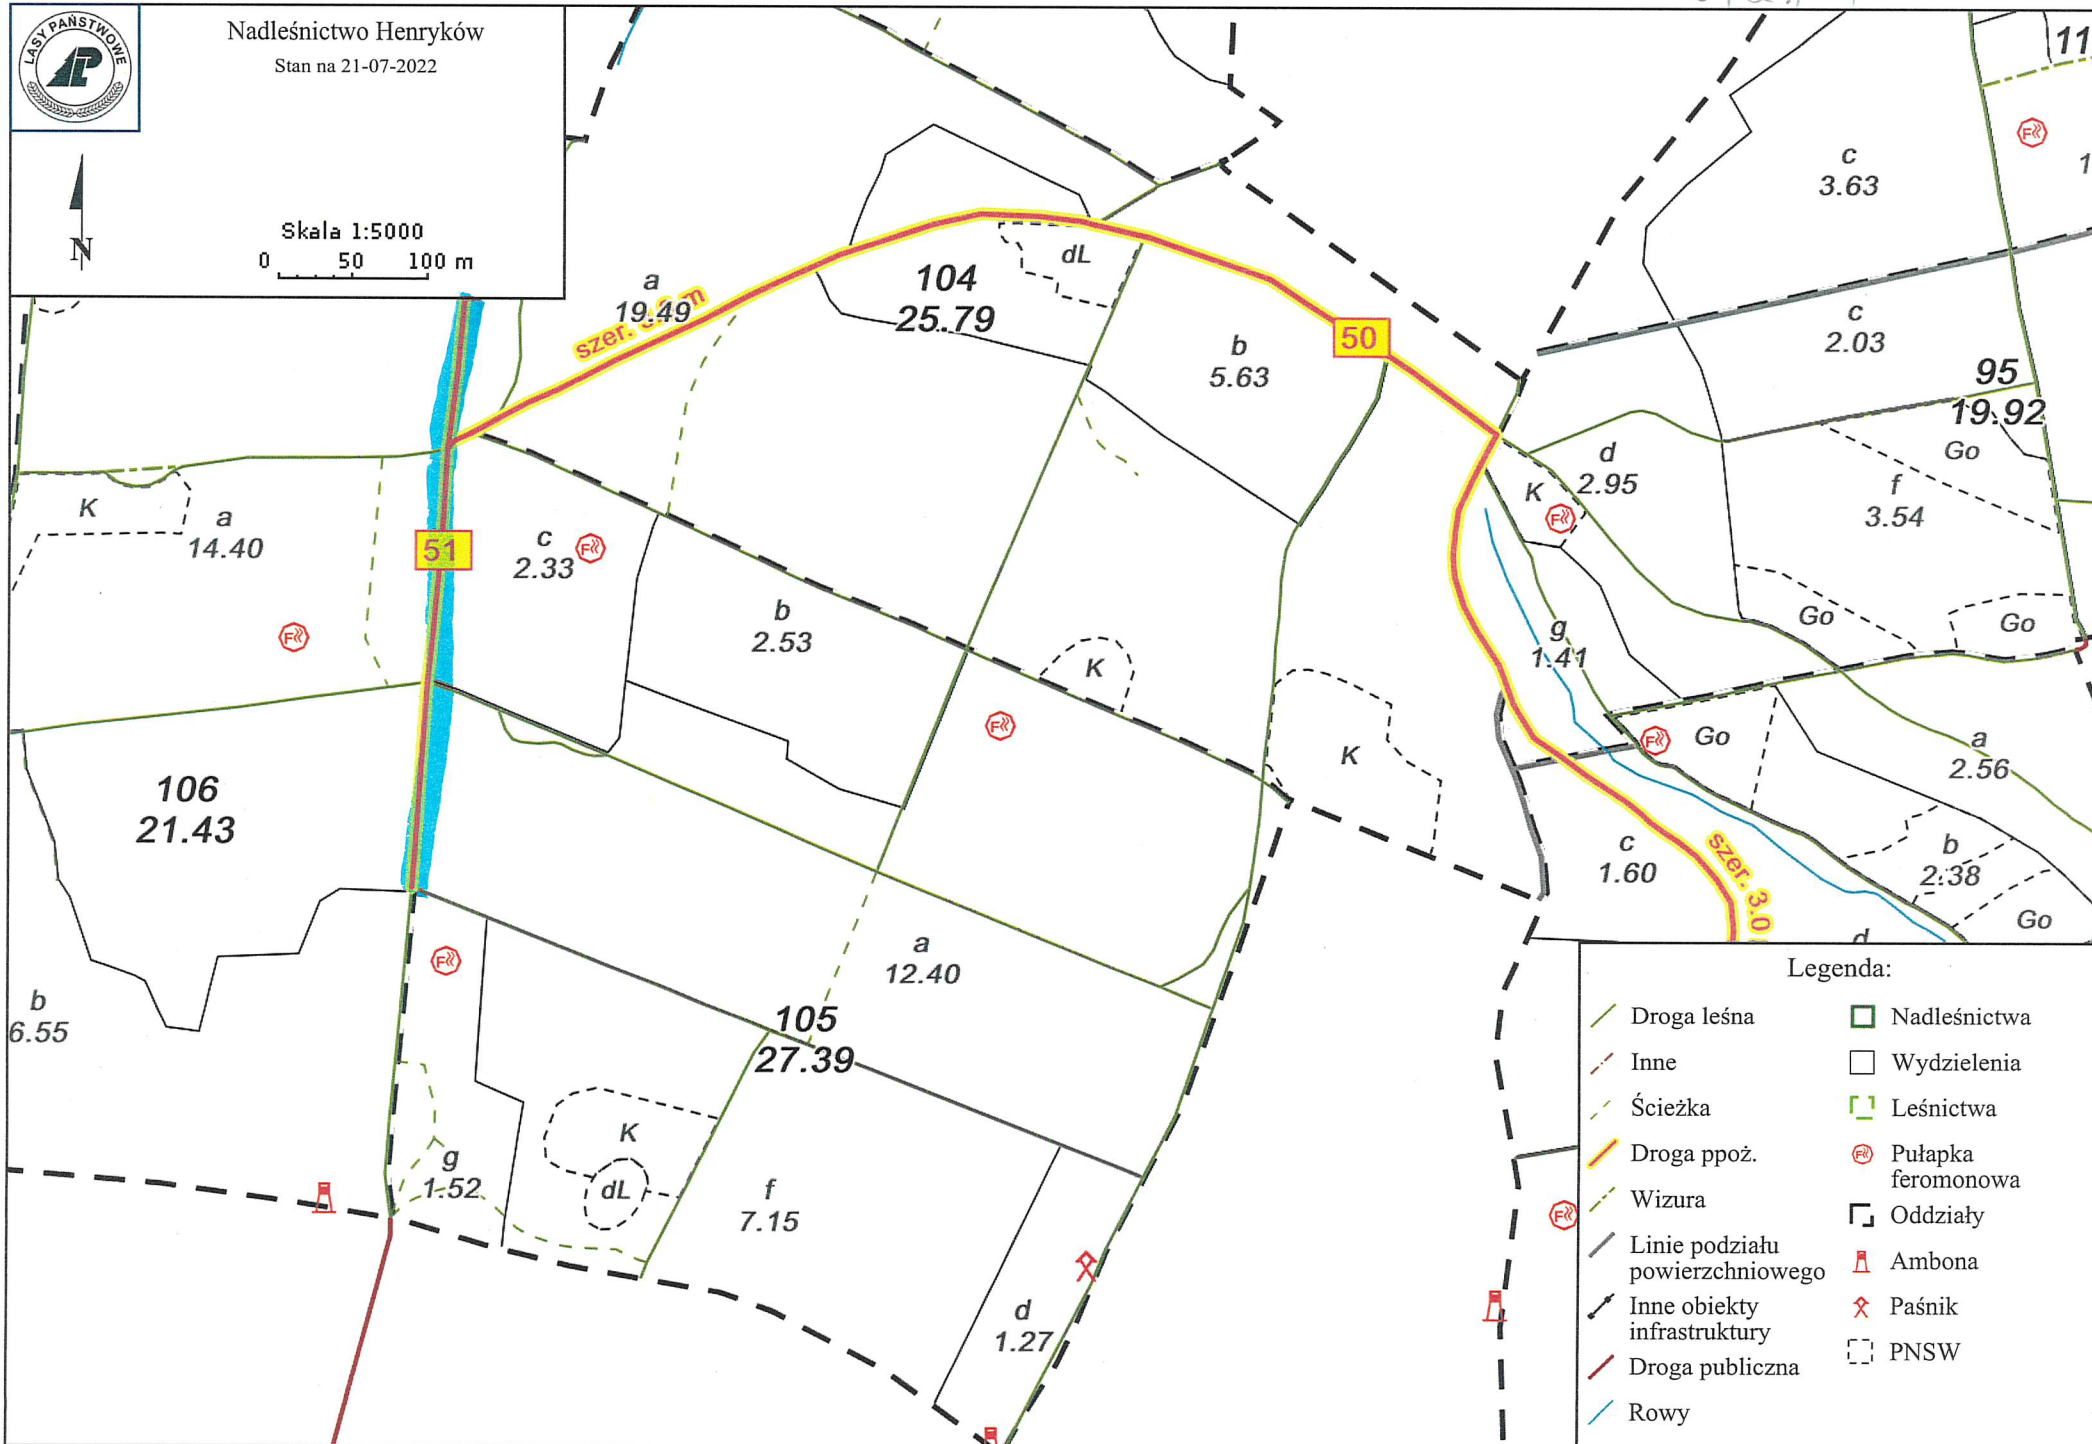 LASY PAŃSTWOWE
Nadleśnictwo Henryków
Stan na 21-07-2022
N
Skala 1:5000
0 50 100 m
11
c
3.63
1
a
19.49
szer. m
104
25.79
dL
b
5.63
50
c
2.03
95
19.92
Go
K
a
14.40
51
c
2.33
d
2.95
K
f
3.54
b
2.53
Go
Go
g
1.41
K
K
Go
a
2.56
106
21.43
c
1.60
szer. 3.0
b
2.38
Go
d
a
12.40
b
6.55
105
27.39
K
dL
g
1.52
f
7.15
d
1.27
Legenda:
Droga leśna
Inne
Ścieżka
Droga ppoż.
Wizura
Linie podziału
powierzchniowego
Inne obiekty
infrastruktury
Droga publiczna
Rowy
Nadleśnictwa
Wydzielenia
Leśnictwa
Pułapka
feromonowa
Oddziały
Ambona
Paśnik
PNSW